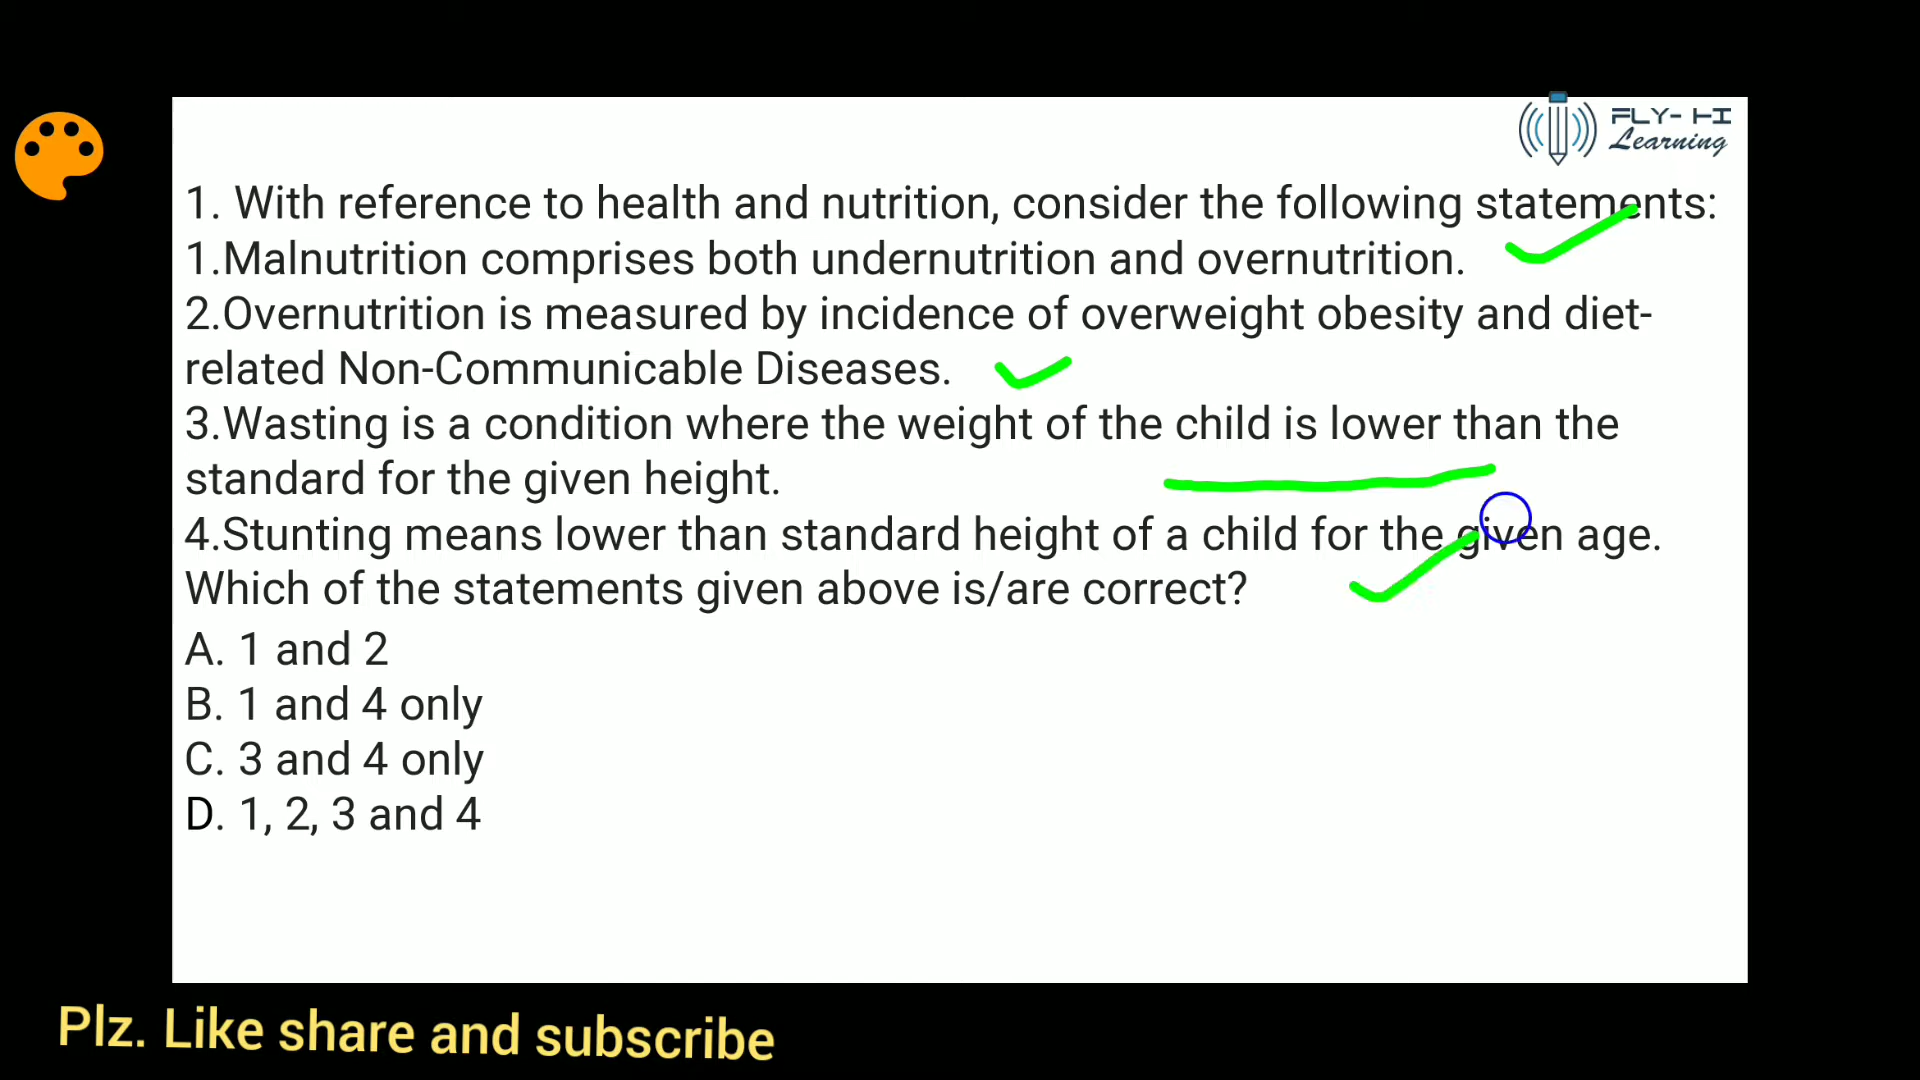 FLY-HI
Learning
1. With reference to health and nutrition, consider the following statements:
1.Malnutrition comprises both undernutrition and overnutrition.
2.Overnutrition is measured by incidence of overweight obesity and diet-
related Non-Communicable Diseases.
3.Wasting is a condition where the weight of the child is lower than the
standard for the given height.
4.Stunting means lower than standard height of a child for the given age.
Which of the statements given above is/are correct?
A. 1 and 2
B. 1 and 4 only
C. 3 and 4 only
D. 1, 2, 3 and 4
Plz. Like share and subscribe